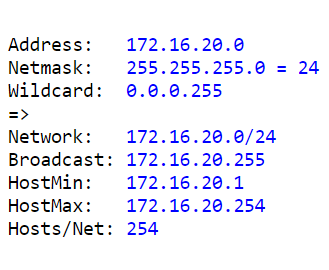 Address: 172.16.20.0
Netmask: 255.255.255.0 = 24
Wildcard: 0.0.0.255
=>
Network: 172.16.20.0/24
Broadcast: 172.16.20.255
HostMin: 172.16.20.1
HostMax: 172.16.20.254
Hosts/Net: 254